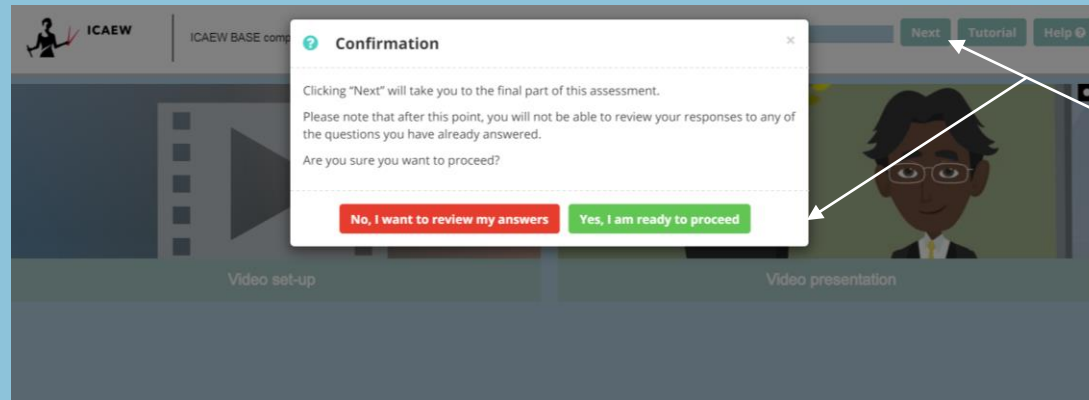 ICAEW
ICAEW BASE comp
Next
Tutorial
Help
Confirmation
×
Clicking “Next” will take you to the final part of this assessment.
Please note that after this point, you will not be able to review your responses to any of
the questions you have already answered.
Are you sure you want to proceed?
No, I want to review my answers
Yes, I am ready to proceed
Video set-up
Video presentation